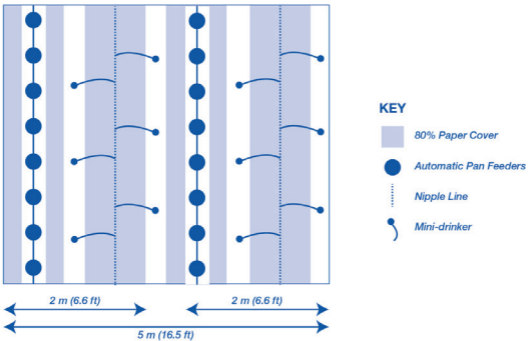 KEY
80% Paper Cover
Automatic Pan Feeders
Nipple Line
Mini-drinker
2 m (6.6 ft)
2 m (6.6 ft)
5 m (16.5 ft)